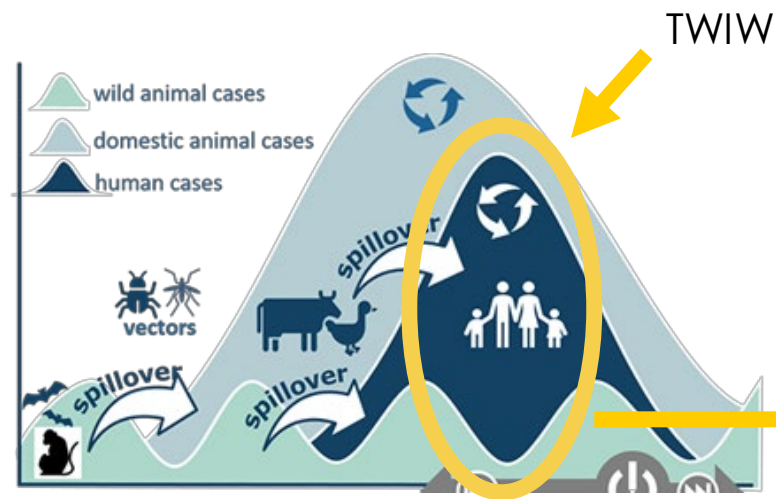 TWIW
wild animal cases
domestic animal cases
human cases
spillover
vectors
spillover
spillover